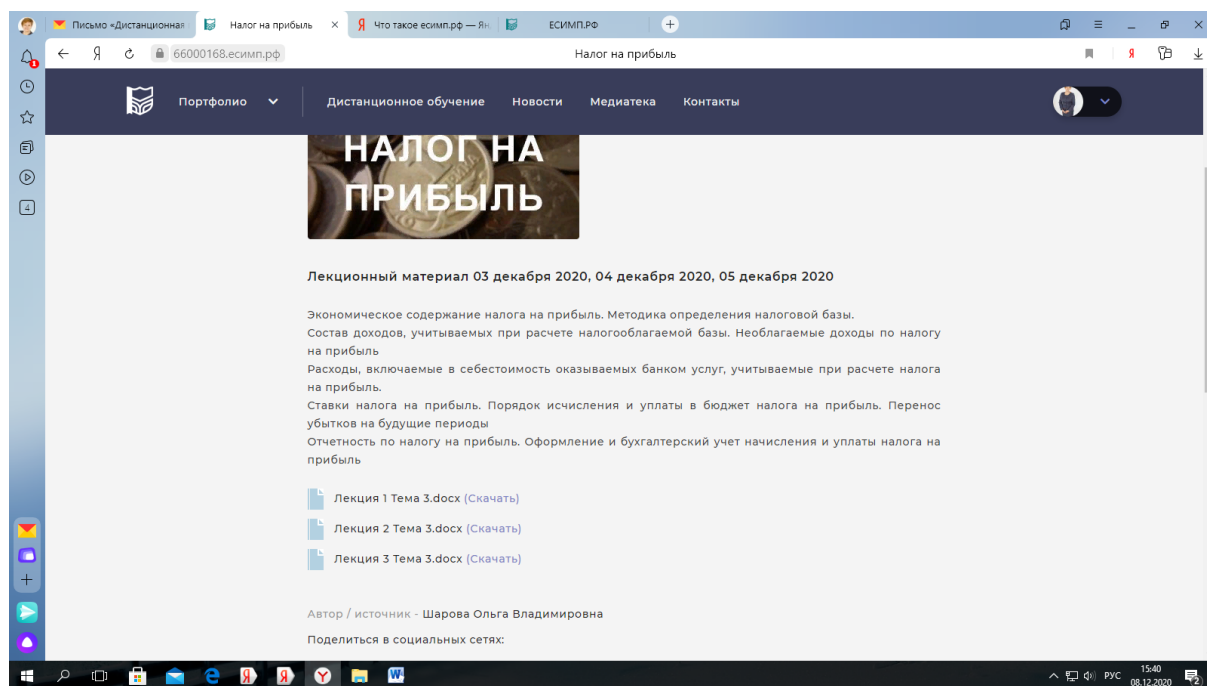 Письмо «Дистанционная
Налог на прибыль
Что такое есимп.рф — Ян
ЕСИМП.РФ
66000168.есимп.рф
Налог на прибыль
1
4
Портфолио
Дистанционное обучение
Новости
Медиатека
Контакты
НАЛОГ НА
ПРИБЫЛЬ
Лекционный материал 03 декабря 2020, 04 декабря 2020, 05 декабря 2020
Экономическое содержание налога на прибыль. Методика определения налоговой базы.
Состав доходов, учитываемых при расчете налогооблагаемой базы. Необлагаемые доходы по налогу
на прибыль
Расходы, включаемые в себестоимость оказываемых банком услуг, учитываемые при расчете налога
на прибыль.
Ставки налога на прибыль. Порядок исчисления и уплаты в бюджет налога на прибыль. Перенос
убытков на будущие периоды
Отчетность по налогу на прибыль. Оформление и бухгалтерский учет начисления и уплаты налога на
прибыль
Лекция 1 Тема 3.docx (Скачать)
Лекция 2 Тема 3.docx (Скачать)
Лекция 3 Тема 3.docx (Скачать)
Автор / источник - Шарова Ольга Владимировна
Поделиться в социальных сетях:
РУС
15:40
08.12.2020
2